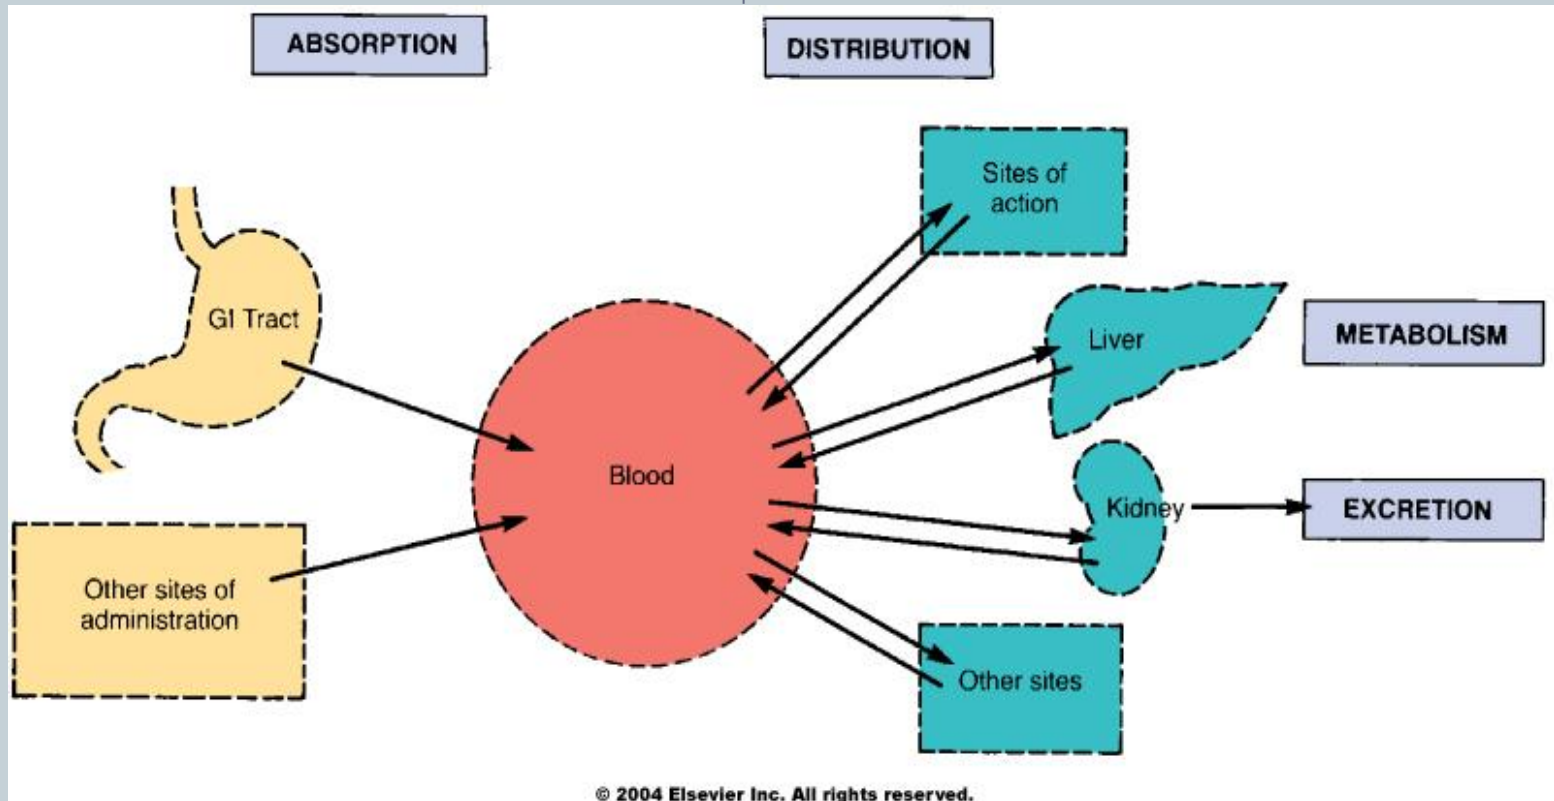 ABSORPTION
DISTRIBUTION
Sites of
action
GI Tract
Liver
METABOLISM
Blood
Kidney
EXCRETION
Other sites of
administration
Other sites
© 2004 Elsevier Inc. All rights reserved.